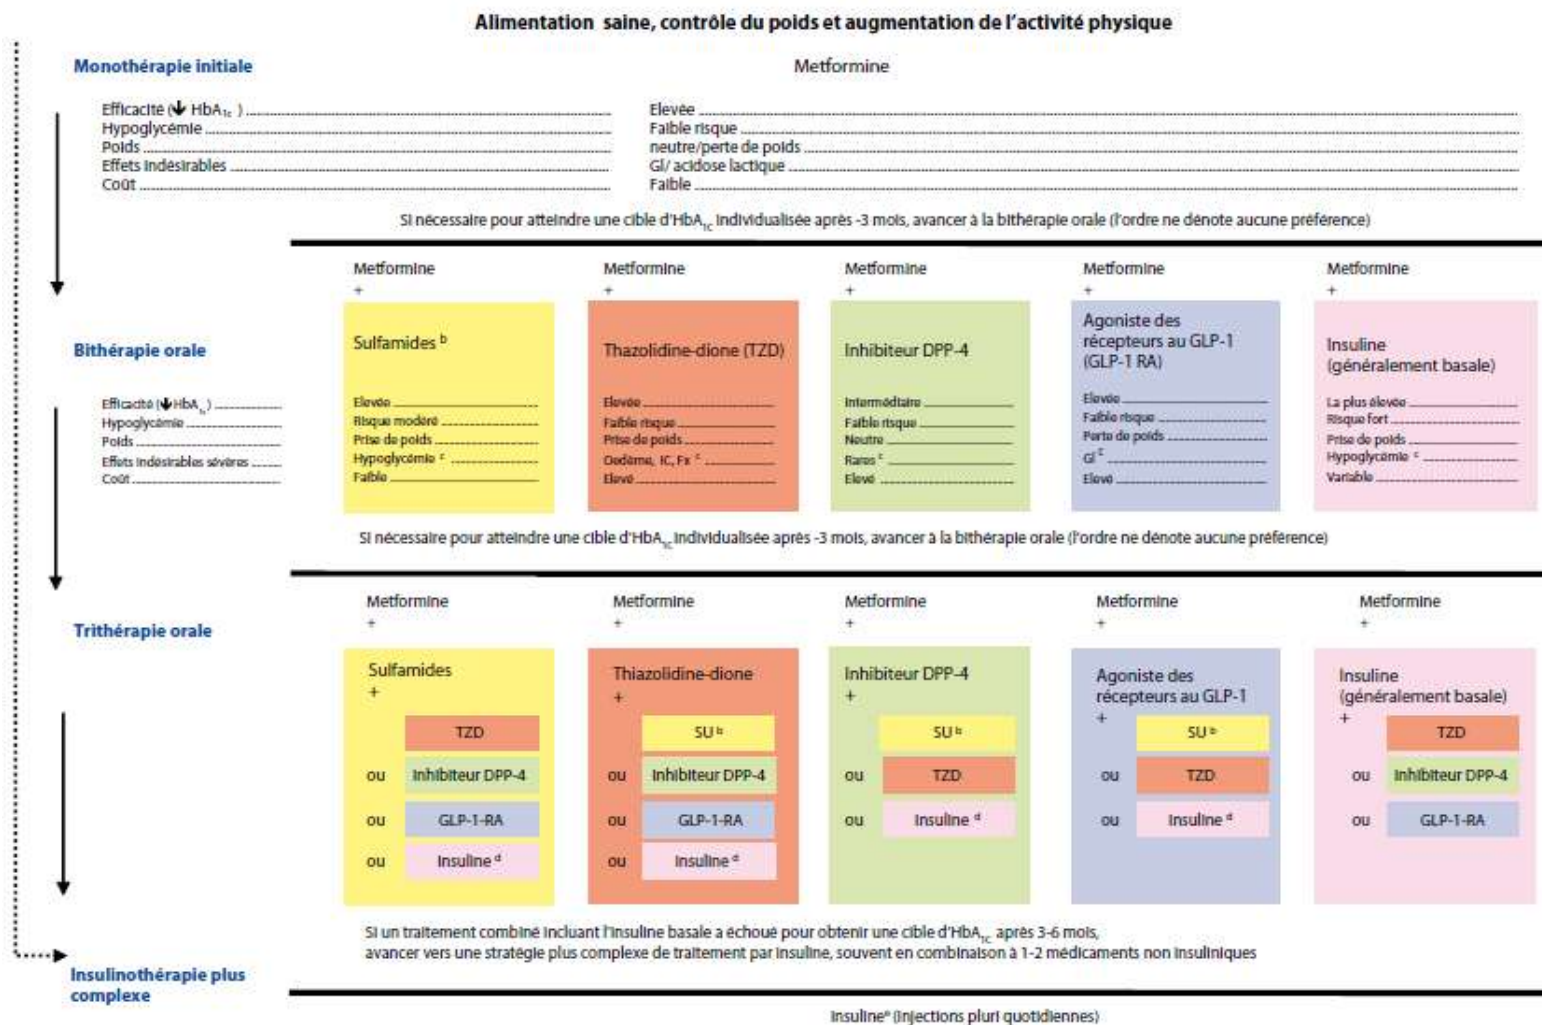 Alimentation saine, contrôle du poids et augmentation de l'activité physique
Monothérapie initiale
Metformine
Efficacité (🡻 HbA1c ) Elevée
Hypoglycémie Faible risque
Poids neutre/perte de poids
Effets indésirables GI/ acidose lactique
Coût Faible
Si nécessaire pour atteindre une cible d'HbA1c individualisée après -3 mois, avancer à la bithérapie orale (l'ordre ne dénote aucune préférence)
Metformine
+
Metformine
+
Metformine
+
Metformine
+
Metformine
+
Bithérapie orale
Efficacité (🡻HbA1c)
Hypoglycémie
Poids
Effets indésirables sévères
Coût
Sulfamides b
Elevée
Risque modéré
Prise de poids
Hypoglycémie c
Faible
Thazolidine-dione (TZD)
Elevée
Faible risque
Prise de poids
Oedème, IC, Fx c
Elevé
Inhibiteur DPP-4
Intermédiaire
Faible risque
Neutre
Rares c
Elevé
Agoniste des
récepteurs au GLP-1
(GLP-1 RA)
Elevée
Faible risque
Perte de poids
GI c
Elevé
Insuline
(généralement basale)
La plus élevée
Risque fort
Prise de poids
Hypoglycémie c
Variable
Si nécessaire pour atteindre une cible d'HbA1c individualisée après -3 mois, avancer à la bithérapie orale (l'ordre ne dénote aucune préférence)
Trithérapie orale
Metformine
+
Sulfamides
+
TZD
ou Inhibiteur DPP-4
ou GLP-1-RA
ou Insuline d
Metformine
+
Thiazolidine-dione
+
SU b
ou Inhibiteur DPP-4
ou GLP-1-RA
ou Insuline d
Metformine
+
Inhibiteur DPP-4
+
SU b
ou TZD
ou Insuline d
Metformine
+
Agoniste des
récepteurs au GLP-1
+
SU b
ou TZD
ou Insuline d
Metformine
+
Insuline
(généralement basale)
+
TZD
ou Inhibiteur DPP-4
ou GLP-1-RA
Si un traitement combiné incluant l'insuline basale a échoué pour obtenir une cible d'HbA1c après 3-6 mois,
avancer vers une stratégie plus complexe de traitement par insuline, souvent en combinaison à 1-2 médicaments non insuliniques
Insulinothérapie plus
complexe
Insuline e (injections pluri quotidiennes)